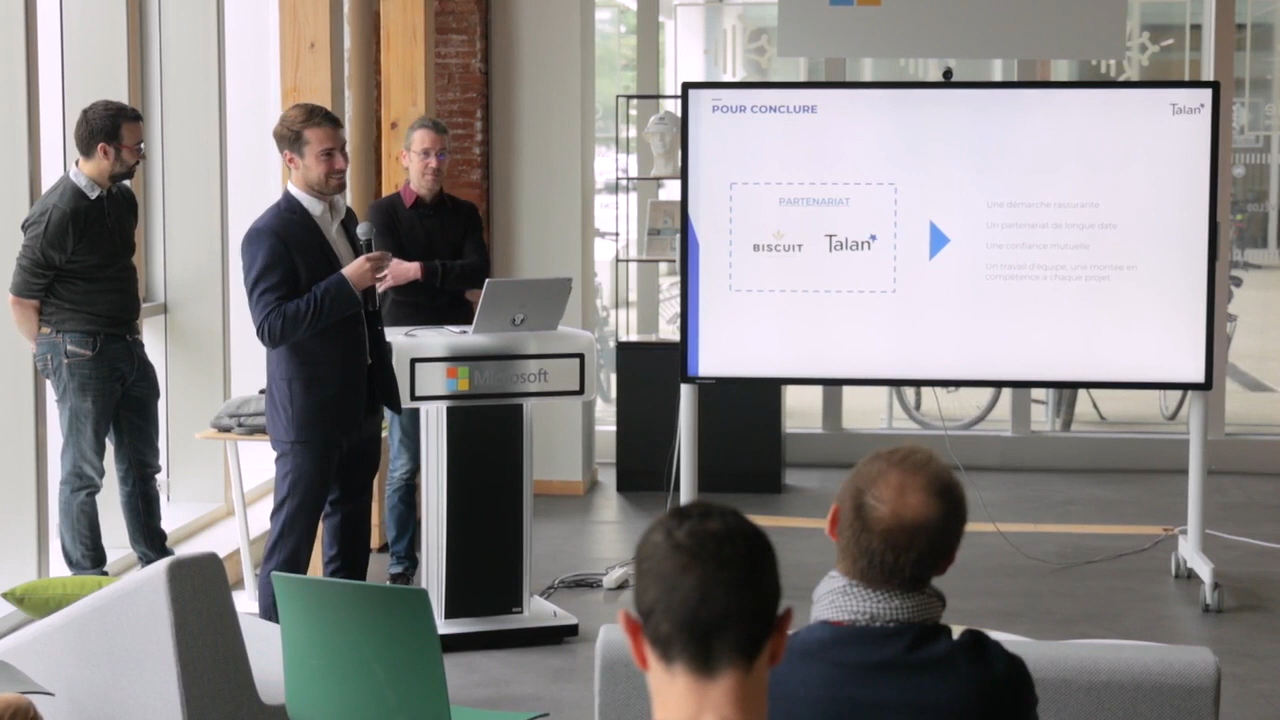 POUR CONCLURE
Talan
PARTENARIAT
BISCUIT
Talan
Une démarche rassurante
Un partenariat de longue date
Une confiance mutuelle
Un travail d'équipe, une montée en
compétence à chaque projet
Microsoft